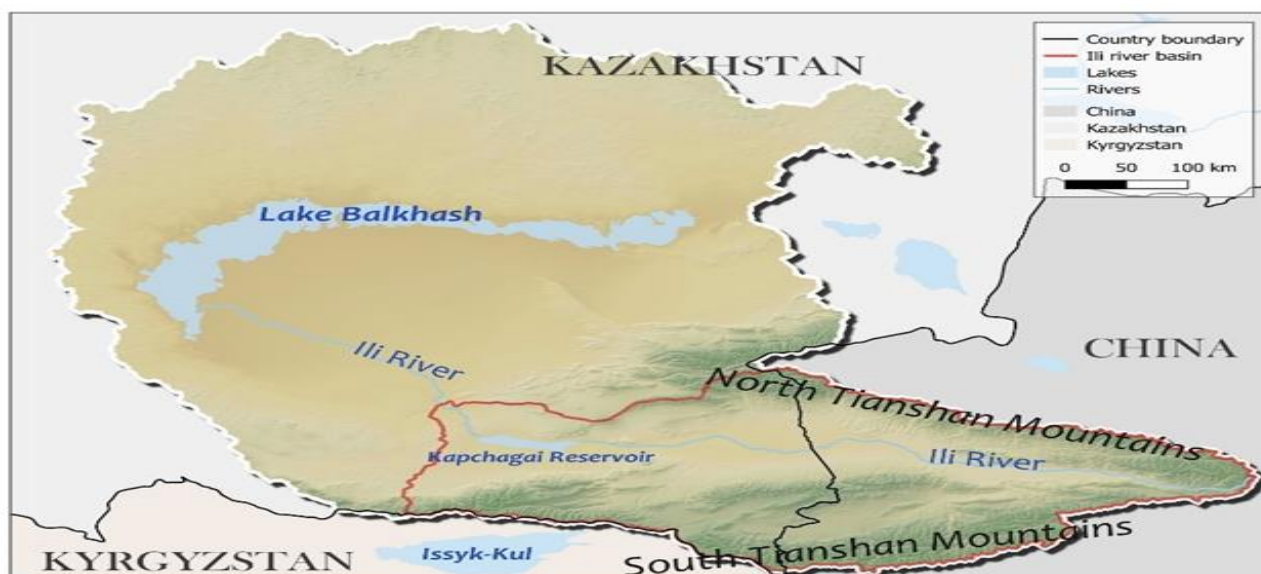 KAZAKHSTAN
Country boundary
Ili river basin
Lakes
Rivers
China
Kazakhstan
Kyrgyzstan
0 50 100 km
Lake Balkhash
Ili River
CHINA
North Tianshan Mountains
Kapchagai Reservoir
Ili River
South Tianshan Mountains
KYRGYZSTAN
Issyk-Kul